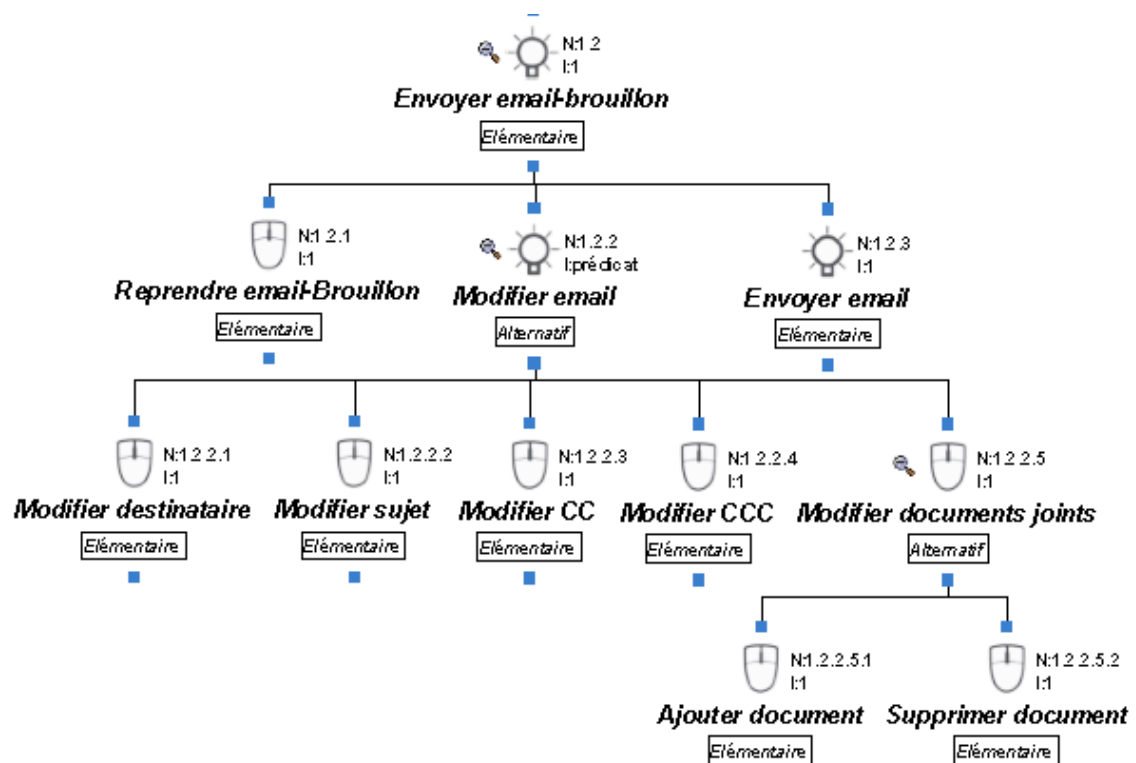 N:1.2
I:1
Envoyer email-brouillon
Elémentaire
N:1.2.1
I:1
Reprendre email-Brouillon
Elémentaire
N:1.2.2
I:prédicat
Modifier email
Alternatif
N:1.2.3
I:1
Envoyer email
Elémentaire
N:1.2.2.1
I:1
Modifier destinataire
Elémentaire
N:1.2.2.2
I:1
Modifier sujet
Elémentaire
N:1.2.2.3
I:1
Modifier CC
Elémentaire
N:1.2.2.4
I:1
Modifier CCC
Elémentaire
N:1.2.2.5
I:1
Modifier documents joints
Alternatif
N:1.2.2.5.1
I:1
Ajouter document
Elémentaire
N:1.2.2.5.2
I:1
Supprimer document
Elémentaire